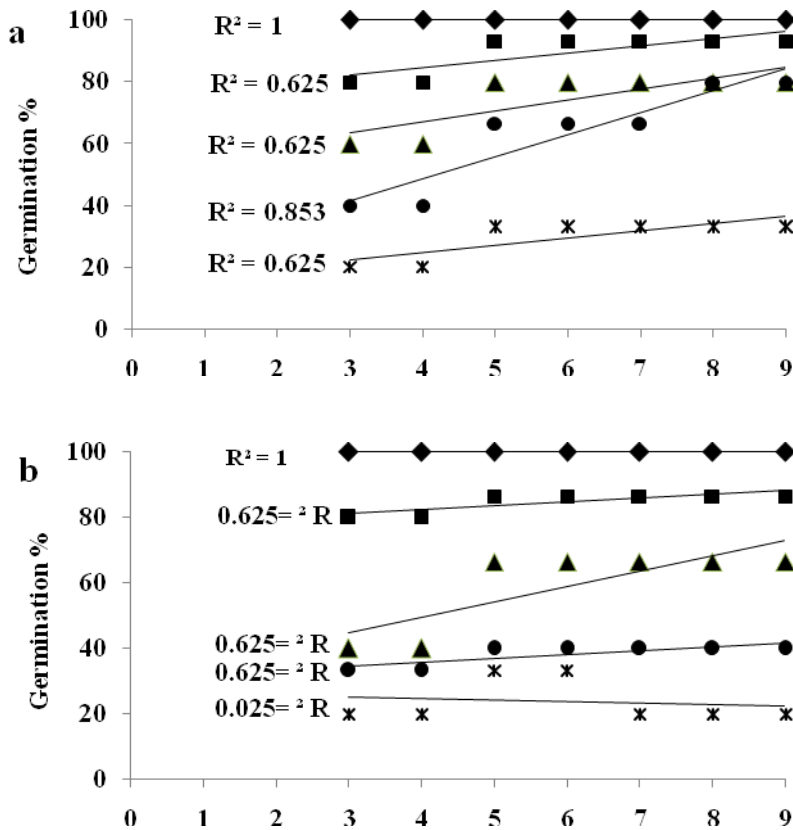 a
Germination %
100
80
60
40
20
0
R² = 1
R² = 0.625
R² = 0.625
R² = 0.853
R² = 0.625
0 1 2 3 4 5 6 7 8 9
b
Germination %
100
80
60
40
20
0
R² = 1
0.625= ² R
0.625= ² R
0.625= ² R
0.025= ² R
0 1 2 3 4 5 6 7 8 9